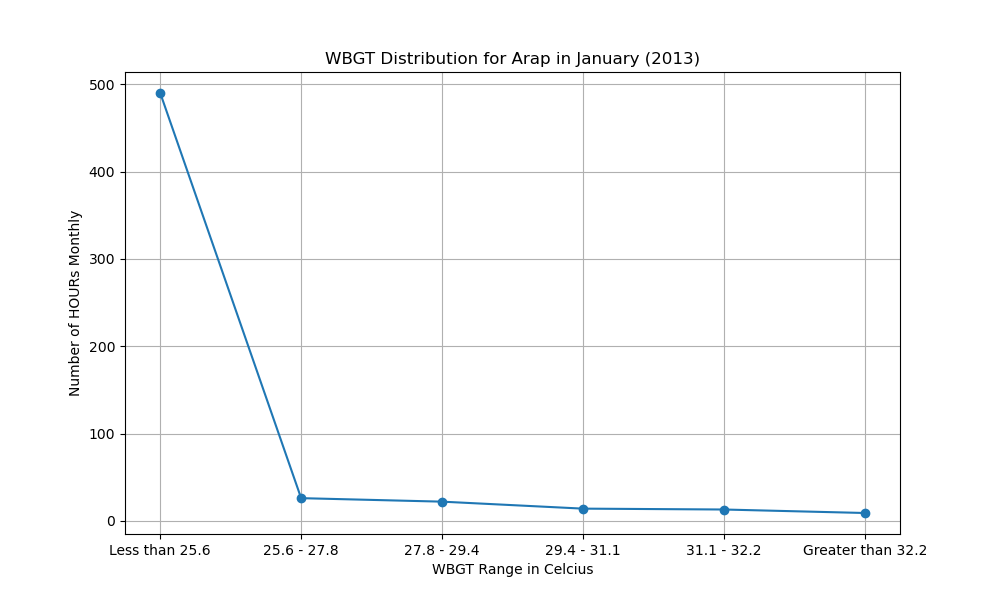 WBGT Distribution for Arap in January (2013)
Number of HOURs Monthly
500
400
300
200
100
0
Less than 25.6
25.6 - 27.8
27.8 - 29.4
29.4 - 31.1
31.1 - 32.2
Greater than 32.2
WBGT Range in Celcius